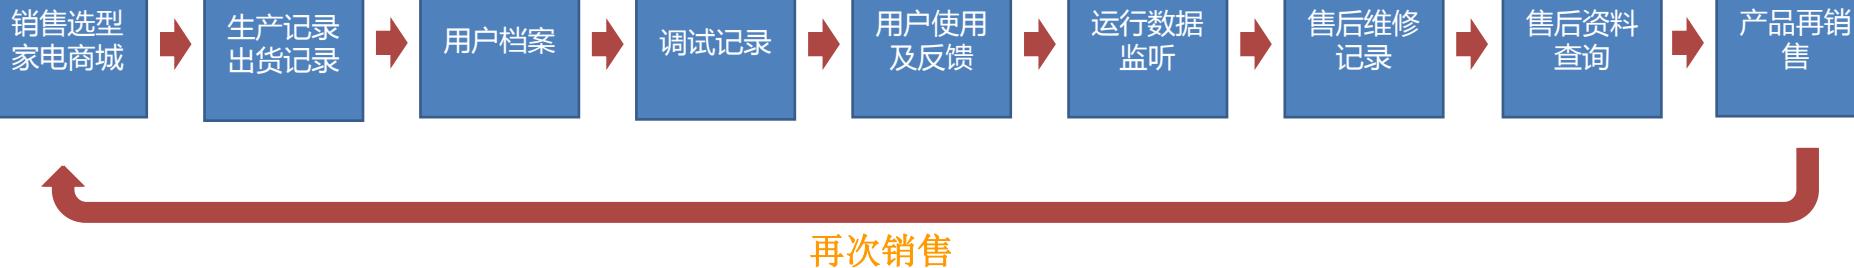 销售选型
家电商城
生产记录
出货记录
用户档案
调试记录
用户使用
及反馈
运行数据
监听
售后维修
记录
售后资料
查询
产品再销
售
再次销售